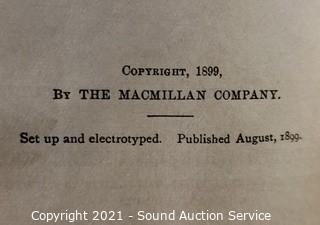 Copyright, 1899,
By THE MACMILLAN COMPANY.
Set up and electrotyped. Published August, 1899.
Copyright 2021 - Sound Auction Service